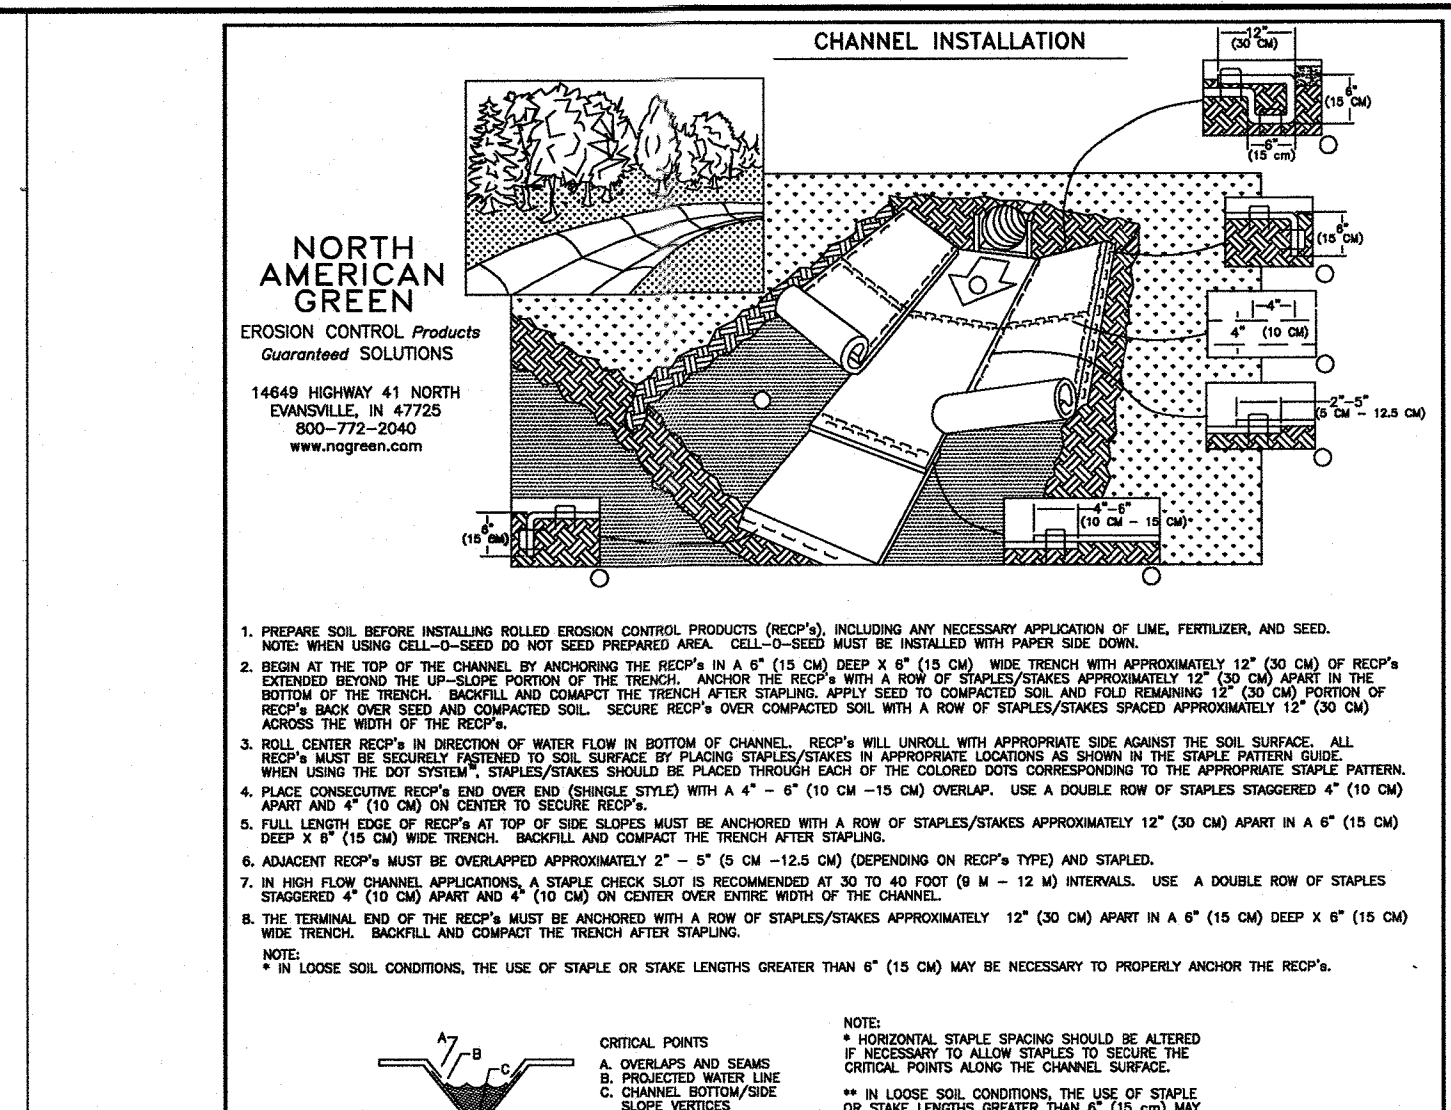 CHANNEL INSTALLATION
12"
(30 CM)
6"
(15 CM)
6"
(15 cm)
6"
(15 CM)
4"
4" (10 CM)
2"-5"
(5 CM - 12.5 CM)
4"-6"
(10 CM - 15 CM)
6"
(15 CM)
NORTH
AMERICAN
GREEN
EROSION CONTROL Products
Guaranteed SOLUTIONS
14649 HIGHWAY 41 NORTH
EVANSVILLE, IN 47725
800-772-2040
www.nagreen.com
1. PREPARE SOIL BEFORE INSTALLING ROLLED EROSION CONTROL PRODUCTS (RECP's), INCLUDING ANY NECESSARY APPLICATION OF LIME, FERTILIZER, AND SEED.
NOTE: WHEN USING CELL-O-SEED DO NOT SEED PREPARED AREA. CELL-O-SEED MUST BE INSTALLED WITH PAPER SIDE DOWN.
2. BEGIN AT THE TOP OF THE CHANNEL BY ANCHORING THE RECP's IN A 6" (15 CM) DEEP X 6" (15 CM) WIDE TRENCH WITH APPROXIMATELY 12" (30 CM) OF RECP's
EXTENDED BEYOND THE UP-SLOPE PORTION OF THE TRENCH. ANCHOR THE RECP's WITH A ROW OF STAPLES/STAKES APPROXIMATELY 12" (30 CM) APART IN THE
BOTTOM OF THE TRENCH. BACKFILL AND COMAPCT THE TRENCH AFTER STAPLING. APPLY SEED TO COMPACTED SOIL AND FOLD REMAINING 12" (30 CM) PORTION OF
RECP's BACK OVER SEED AND COMPACTED SOIL. SECURE RECP's OVER COMPACTED SOIL WITH A ROW OF STAPLES/STAKES SPACED APPROXIMATELY 12" (30 CM)
ACROSS THE WIDTH OF THE RECP's.
3. ROLL CENTER RECP's IN DIRECTION OF WATER FLOW IN BOTTOM OF CHANNEL. RECP's WILL UNROLL WITH APPROPRIATE SIDE AGAINST THE SOIL SURFACE. ALL
RECP's MUST BE SECURELY FASTENED TO SOIL SURFACE BY PLACING STAPLES/STAKES IN APPROPRIATE LOCATIONS AS SHOWN IN THE STAPLE PATTERN GUIDE.
WHEN USING THE DOT SYSTEM™, STAPLES/STAKES SHOULD BE PLACED THROUGH EACH OF THE COLORED DOTS CORRESPONDING TO THE APPROPRIATE STAPLE PATTERN.
4. PLACE CONSECUTIVE RECP's END OVER END (SHINGLE STYLE) WITH A 4" - 6" (10 CM -15 CM) OVERLAP. USE A DOUBLE ROW OF STAPLES STAGGERED 4" (10 CM)
APART AND 4" (10 CM) ON CENTER TO SECURE RECP's.
5. FULL LENGTH EDGE OF RECP's AT TOP OF SIDE SLOPES MUST BE ANCHORED WITH A ROW OF STAPLES/STAKES APPROXIMATELY 12" (30 CM) APART IN A 6" (15 CM)
DEEP X 6" (15 CM) WIDE TRENCH. BACKFILL AND COMPACT THE TRENCH AFTER STAPLING.
6. ADJACENT RECP's MUST BE OVERLAPPED APPROXIMATELY 2" - 5" (5 CM -12.5 CM) (DEPENDING ON RECP's TYPE) AND STAPLED.
7. IN HIGH FLOW CHANNEL APPLICATIONS, A STAPLE CHECK SLOT IS RECOMMENDED AT 30 TO 40 FOOT (9 M - 12 M) INTERVALS. USE A DOUBLE ROW OF STAPLES
STAGGERED 4" (10 CM) APART AND 4" (10 CM) ON CENTER OVER ENTIRE WIDTH OF THE CHANNEL.
8. THE TERMINAL END OF THE RECP's MUST BE ANCHORED WITH A ROW OF STAPLES/STAKES APPROXIMATELY 12" (30 CM) APART IN A 6" (15 CM) DEEP X 6" (15 CM)
WIDE TRENCH. BACKFILL AND COMPACT THE TRENCH AFTER STAPLING.
NOTE:
* IN LOOSE SOIL CONDITIONS, THE USE OF STAPLE OR STAKE LENGTHS GREATER THAN 6" (15 CM) MAY BE NECESSARY TO PROPERLY ANCHOR THE RECP's.
A
B
C
CRITICAL POINTS
A. OVERLAPS AND SEAMS
B. PROJECTED WATER LINE
C. CHANNEL BOTTOM/SIDE
SLOPE VERTICES
NOTE:
* HORIZONTAL STAPLE SPACING SHOULD BE ALTERED
IF NECESSARY TO ALLOW STAPLES TO SECURE THE
CRITICAL POINTS ALONG THE CHANNEL SURFACE.
** IN LOOSE SOIL CONDITIONS, THE USE OF STAPLE
OR STAKE LENGTHS GREATER THAN 6" (15 cm) MAY